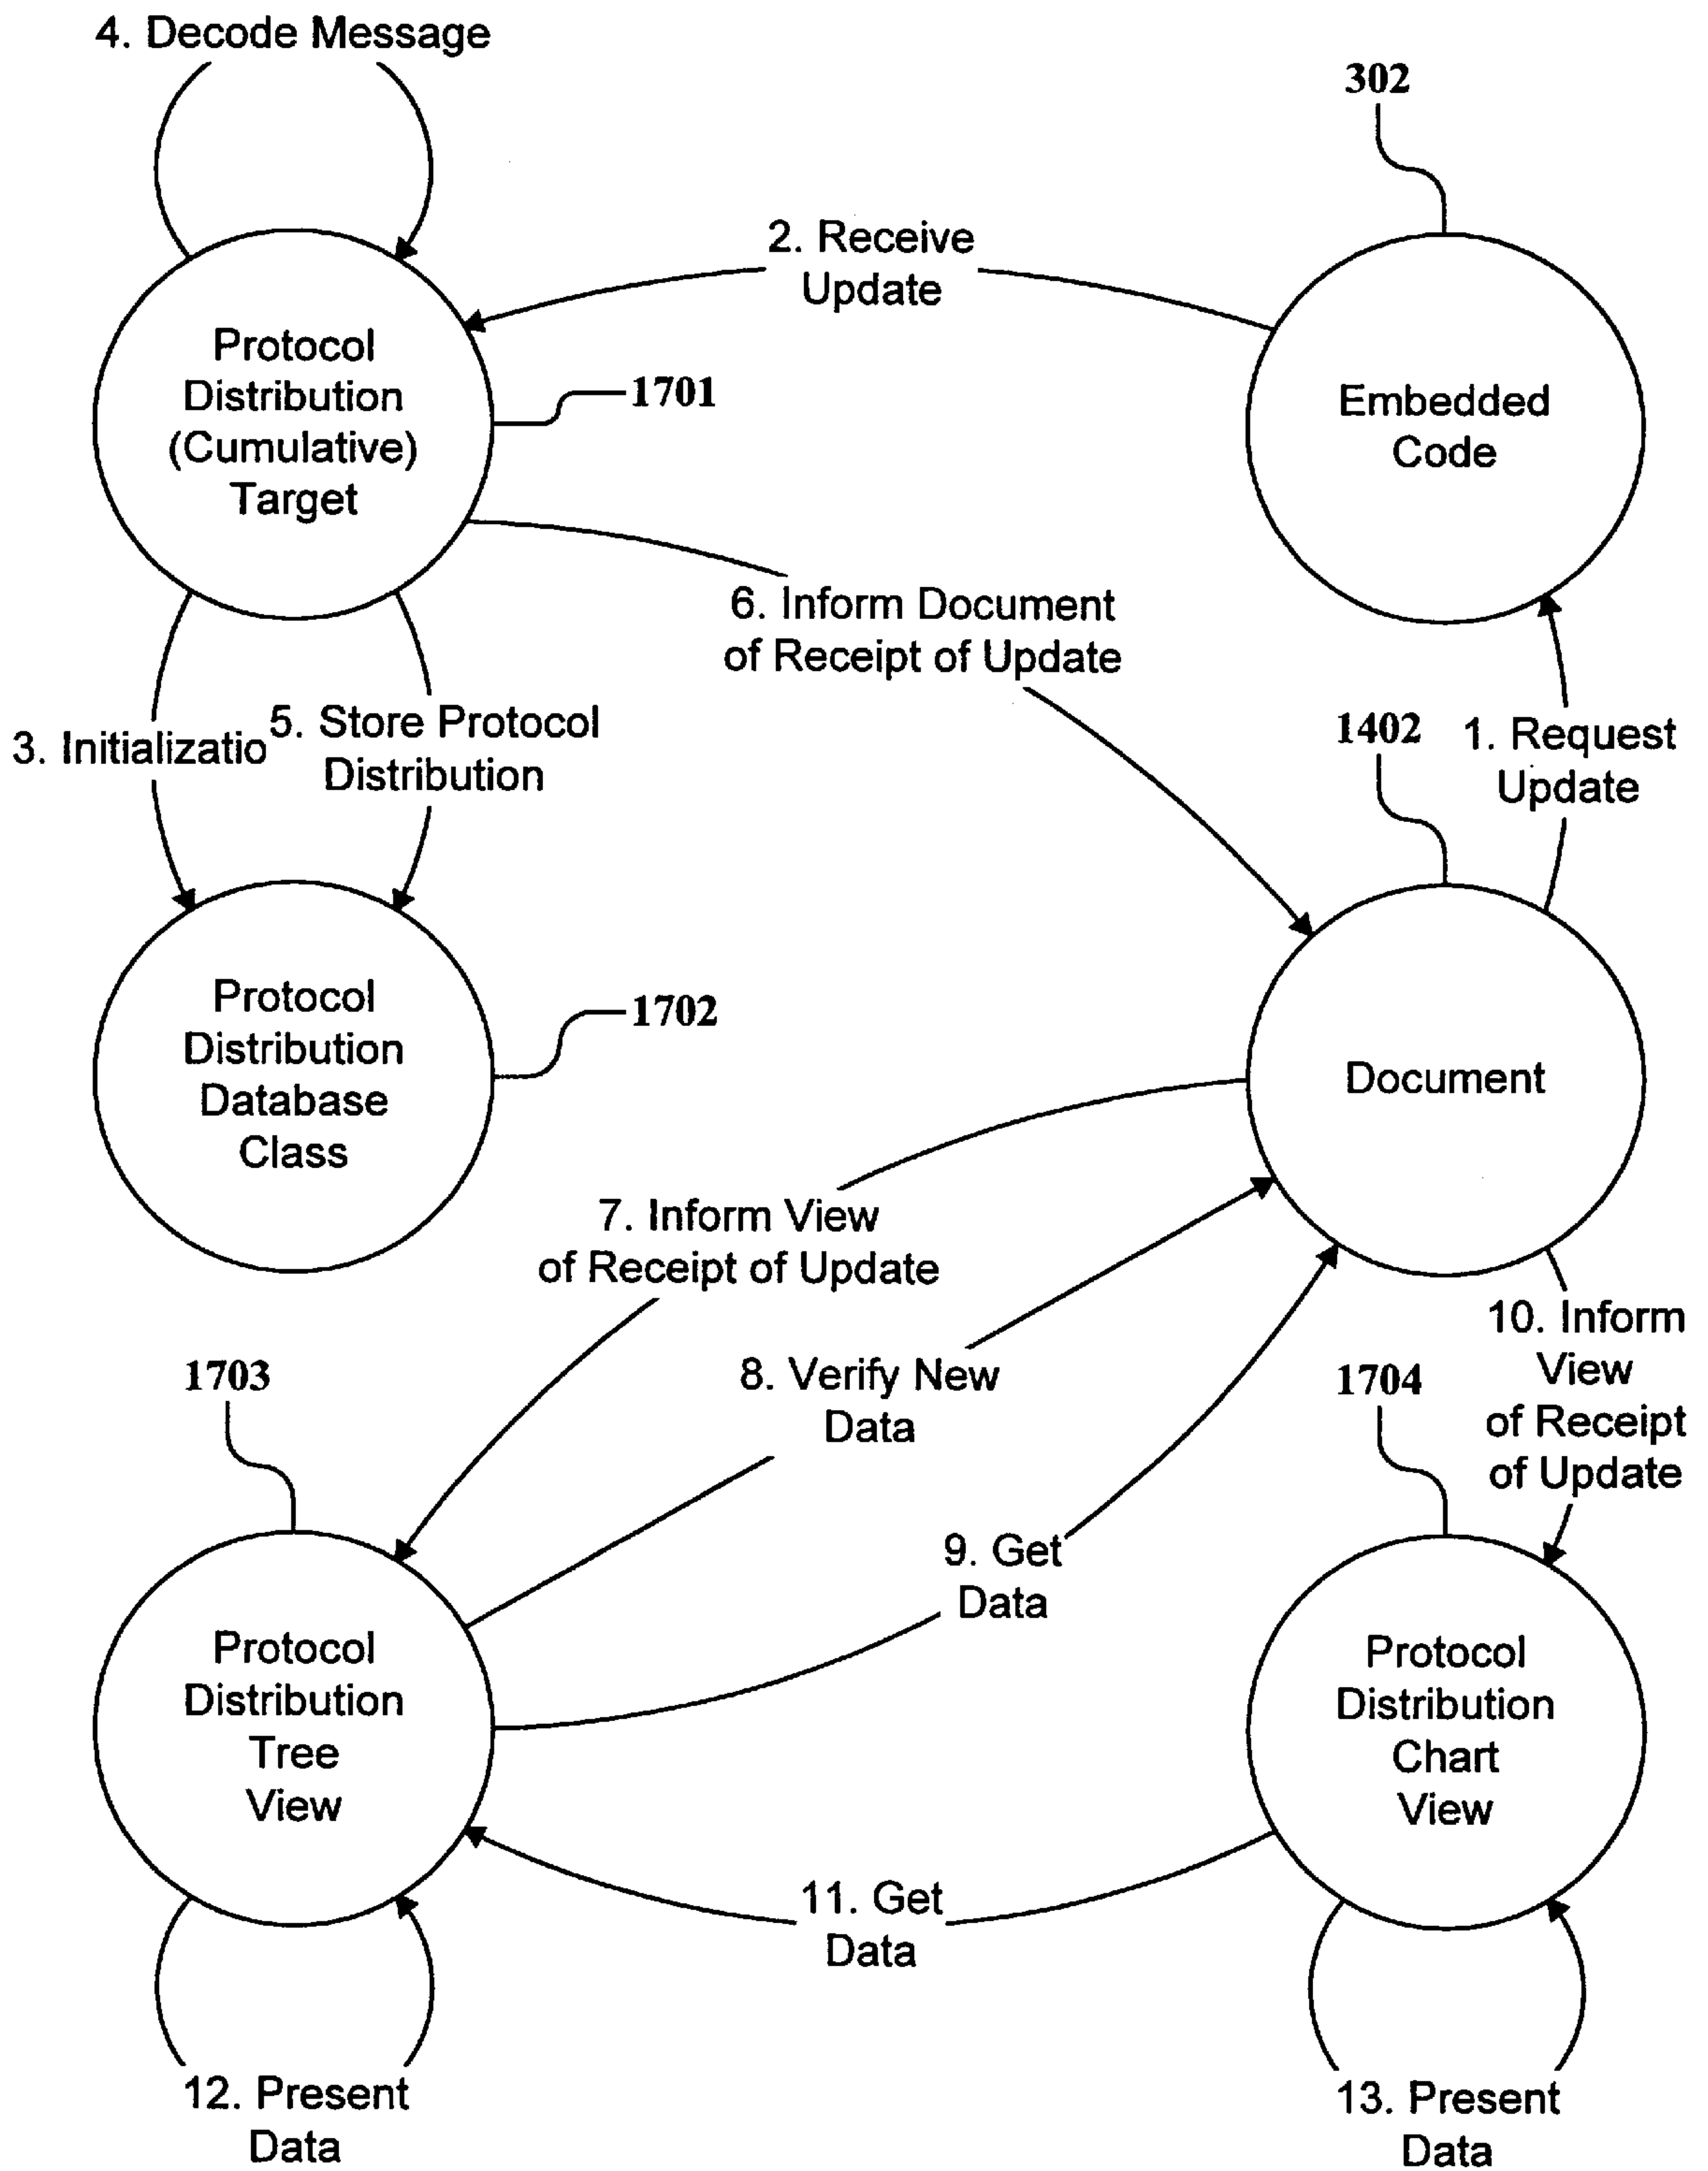 4. Decode Message
302
2. Receive
Update
Protocol
Distribution
(Cumulative)
Target
1701
Embedded
Code
6. Inform Document
of Receipt of Update
3. Initializatio
5. Store Protocol
Distribution
1402
1. Request
Update
Protocol
Distribution
Database
Class
1702
Document
7. Inform View
of Receipt of Update
8. Verify New
Data
10. Inform
View
of Receipt
of Update
1703
1704
9. Get
Data
Protocol
Distribution
Tree
View
Protocol
Distribution
Chart
View
11. Get
Data
12. Present
Data
13. Present
Data